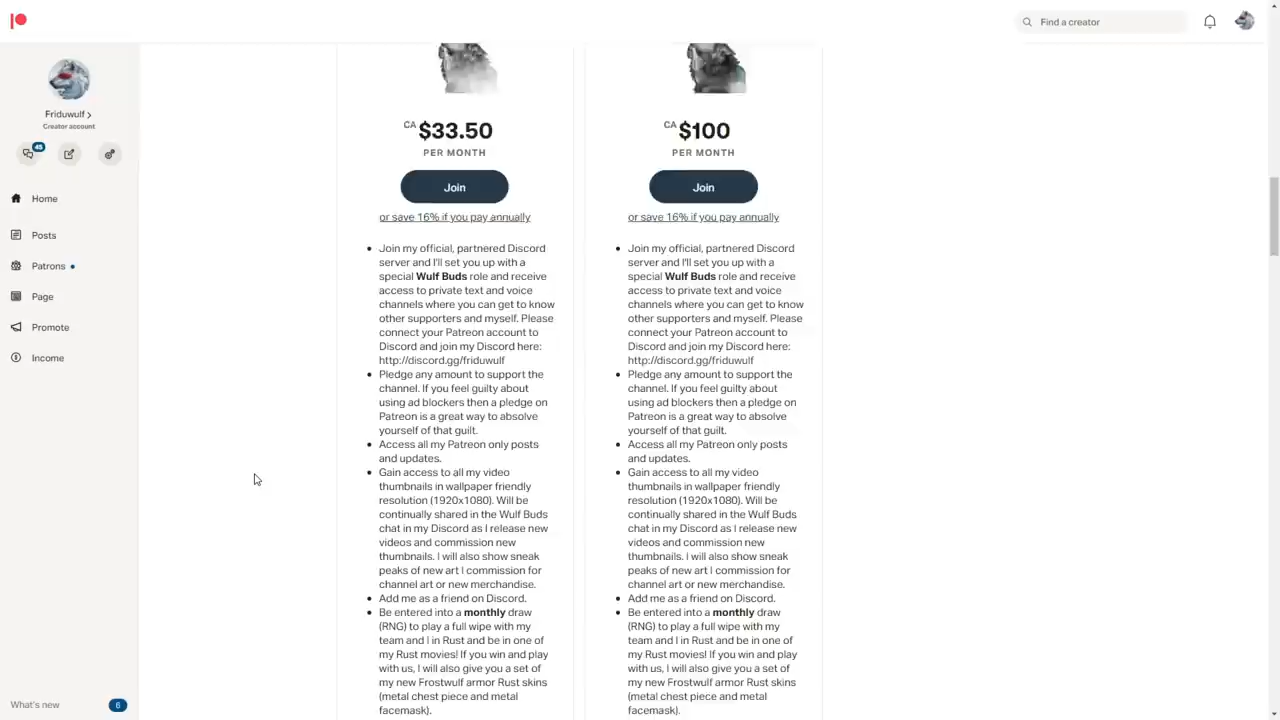 Find a creator
Friduwulf
Creator account
45
Home
Posts
Patrons
Page
Promote
Income
What's new
6
CA $33.50
PER MONTH
Join
or save 16% if you pay annually
Join my official, partnered Discord
server and I'll set you up with a
special Wulf Buds role and receive
access to private text and voice
channels where you can get to know
other supporters and myself. Please
connect your Patreon account to
Discord and join my Discord here:
http://discord.gg/friduwulf
Pledge any amount to support the
channel. If you feel guilty about
using ad blockers then a pledge on
Patreon is a great way to absolve
yourself of that guilt.
Access all my Patreon only posts
and updates.
Gain access to all my video
thumbnails in wallpaper friendly
resolution (1920x1080). Will be
continually shared in the Wulf Buds
chat in my Discord as I release new
videos and commission new
thumbnails. I will also show sneak
peaks of new art I commission for
channel art or new merchandise.
Add me as a friend on Discord.
Be entered into a monthly draw
(RNG) to play a full wipe with my
team and I in Rust and be in one of
my Rust movies! If you win and play
with us, I will also give you a set of
my new Frostwulf armor Rust skins
(metal chest piece and metal
facemask).
CA $100
PER MONTH
Join
or save 16% if you pay annually
Join my official, partnered Discord
server and I'll set you up with a
special Wulf Buds role and receive
access to private text and voice
channels where you can get to know
other supporters and myself. Please
connect your Patreon account to
Discord and join my Discord here:
http://discord.gg/friduwulf
Pledge any amount to support the
channel. If you feel guilty about
using ad blockers then a pledge on
Patreon is a great way to absolve
yourself of that guilt.
Access all my Patreon only posts
and updates.
Gain access to all my video
thumbnails in wallpaper friendly
resolution (1920x1080). Will be
continually shared in the Wulf Buds
chat in my Discord as I release new
videos and commission new
thumbnails. I will also show sneak
peaks of new art I commission for
channel art or new merchandise.
Add me as a friend on Discord.
Be entered into a monthly draw
(RNG) to play a full wipe with my
team and I in Rust and be in one of
my Rust movies! If you win and play
with us, I will also give you a set of
my new Frostwulf armor Rust skins
(metal chest piece and metal
facemask).